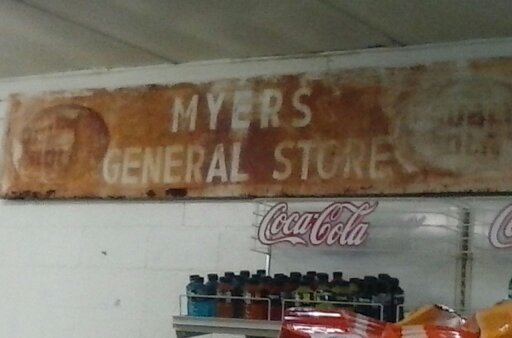 MYERS
GENERAL STORE
Coca-Cola